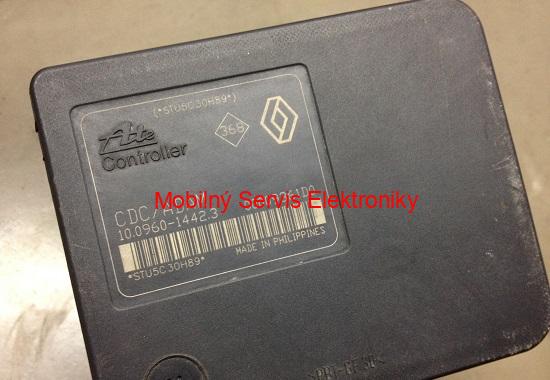 (*STU5C30H89*)
Ate
Controller
368
Mobilný Servis Elektroniky
10.0960-1442.3
*STU5C30H89*
MADE IN PHILIPPINES